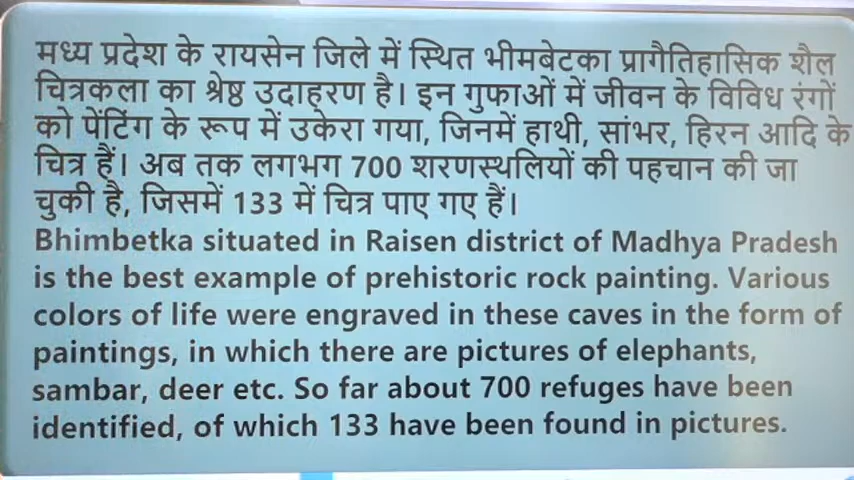 मध्य प्रदेश के रायसेन जिले में स्थित भीमबेटका प्रागैतिहासिक शैल
चित्रकला का श्रेष्ठ उदाहरण है। इन गुफाओं में जीवन के विविध रंगों
को पेंटिंग के रूप में उकेरा गया, जिनमें हाथी, सांभर, हिरन आदि के
चित्र हैं। अब तक लगभग 700 शरणस्थलियों की पहचान की जा
चुकी है, जिसमें 133 में चित्र पाए गए हैं।
Bhimbetka situated in Raisen district of Madhya Pradesh
is the best example of prehistoric rock painting. Various
colors of life were engraved in these caves in the form of
paintings, in which there are pictures of elephants,
sambar, deer etc. So far about 700 refuges have been
identified, of which 133 have been found in pictures.